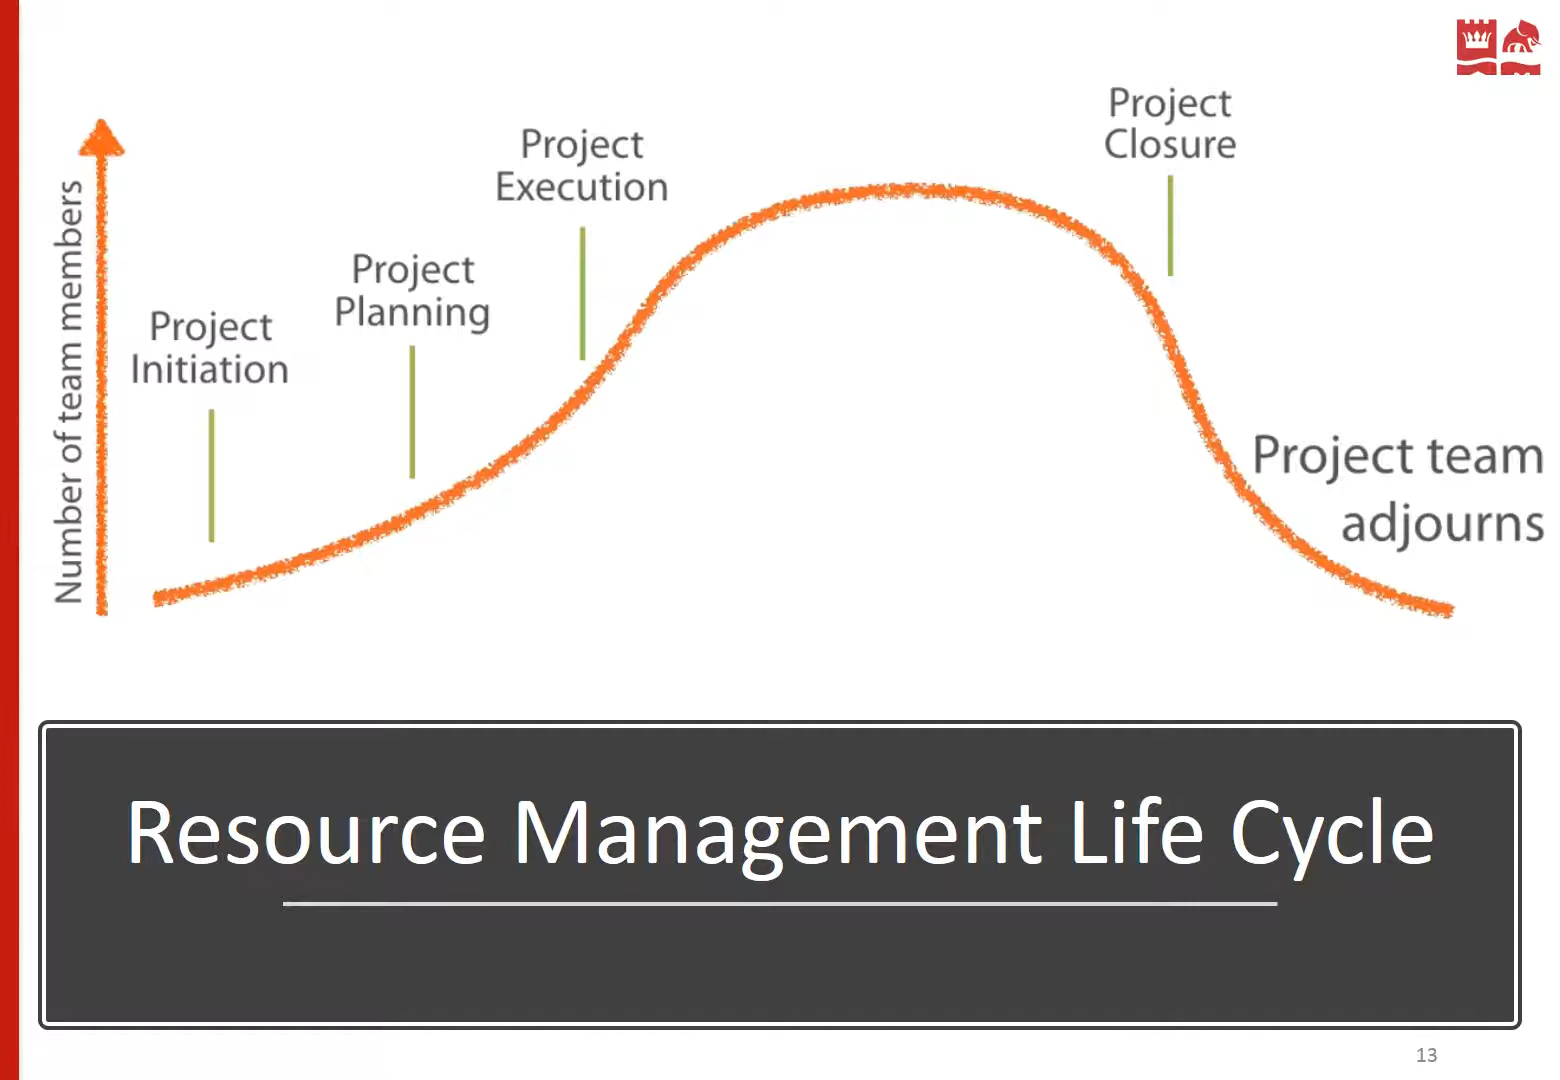 Project
Closure
Project
Execution
Project
Planning
Project
Initiation
Number of team members
Project team
adjourns
Resource Management Life Cycle
13